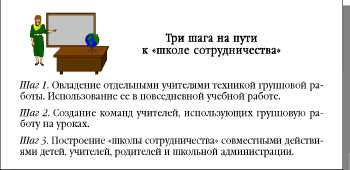 Три шага на пути
к «школе сотрудничества»
Шаг 1. Овладение отдельными учителями техникой групповой ра-
боты. Использование ее в повседневной учебной работе.
Шаг 2. Создание команд учителей, использующих групповую ра-
боту на уроках.
Шаг 3. Построение «школы сотрудничества» совместными действи-
ями детей, учителей, родителей и школьной администрации.